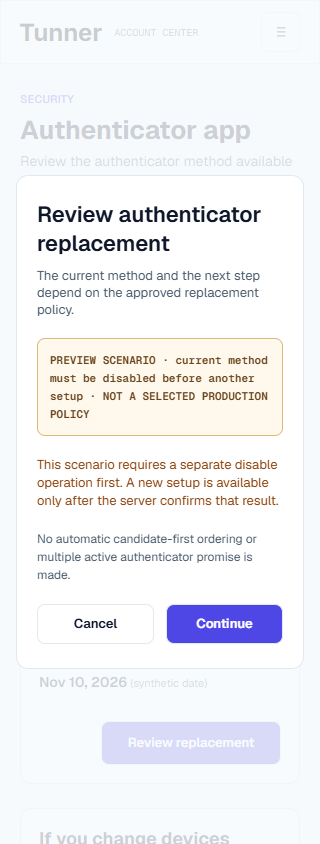 Tunner ACCOUNT CENTER
SECURITY
Authenticator app
Review the authenticator method available
Review authenticator
replacement
The current method and the next step
depend on the approved replacement
policy.
PREVIEW SCENARIO · current method
must be disabled before another
setup · NOT A SELECTED PRODUCTION
POLICY
This scenario requires a separate disable
operation first. A new setup is available
only after the server confirms that result.
No automatic candidate-first ordering or
multiple active authenticator promise is
made.
Cancel Continue
Nov 10, 2026 (synthetic date)
Review replacement
If you change devices